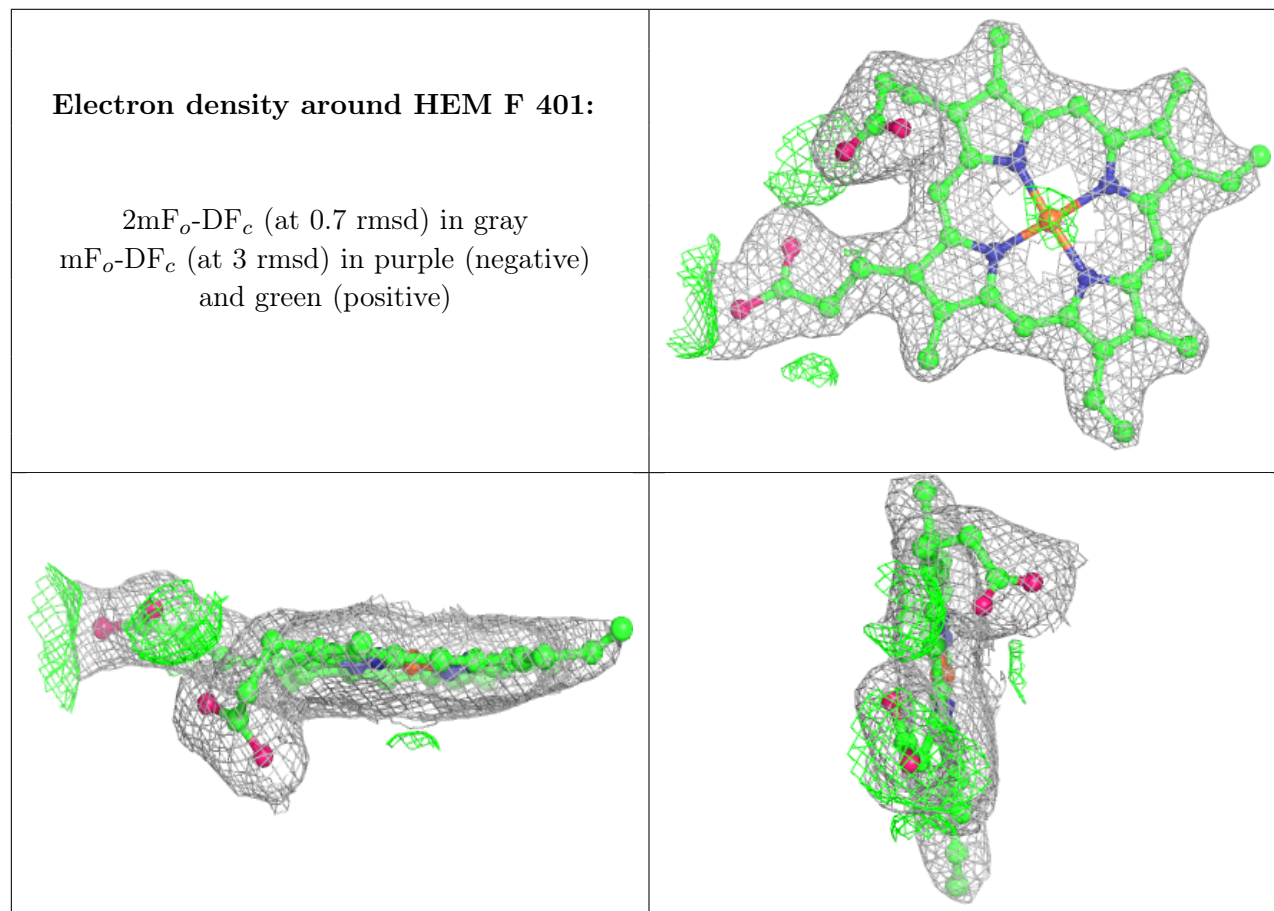 Electron density around HEM F 401:
2mFₒ-DF𝒸 (at 0.7 rmsd) in gray
mFₒ-DF𝒸 (at 3 rmsd) in purple (negative)
and green (positive)